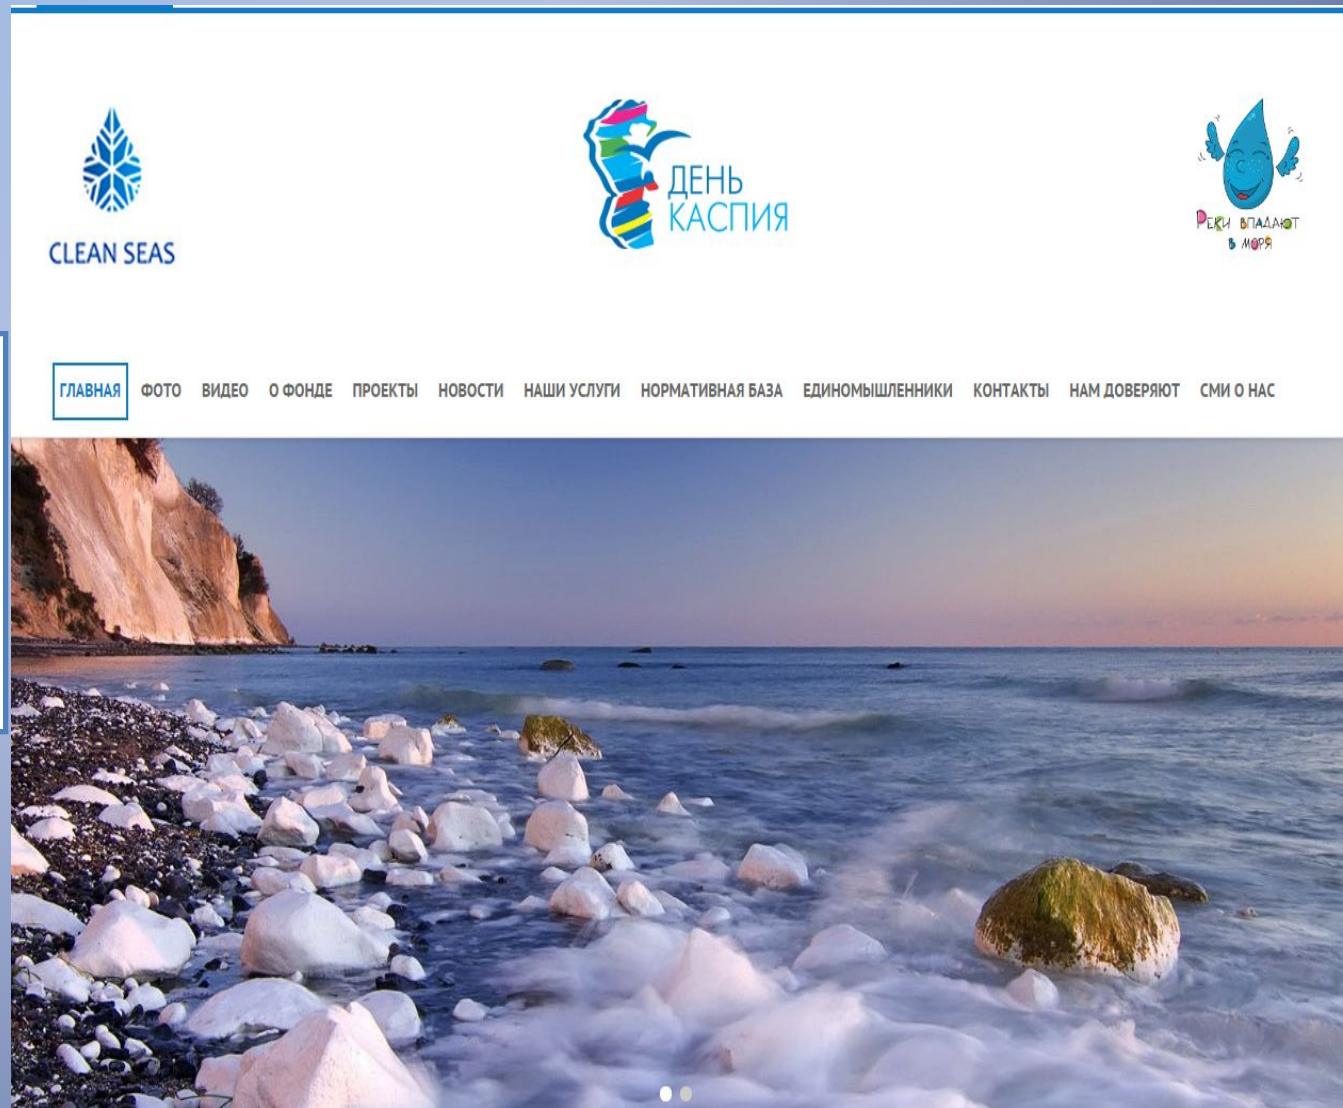 CLEAN SEAS
ДЕНЬ
КАСПИЯ
РЕКИ ВПАДАЮТ
В МОРЯ
ГЛАВНАЯ ФОТО ВИДЕО О ФОНДЕ ПРОЕКТЫ НОВОСТИ НАШИ УСЛУГИ НОРМАТИВНАЯ БАЗА ЕДИНОМЫШЛЕННИКИ КОНТАКТЫ НАМ ДОВЕРЯЮТ СМИ О НАС